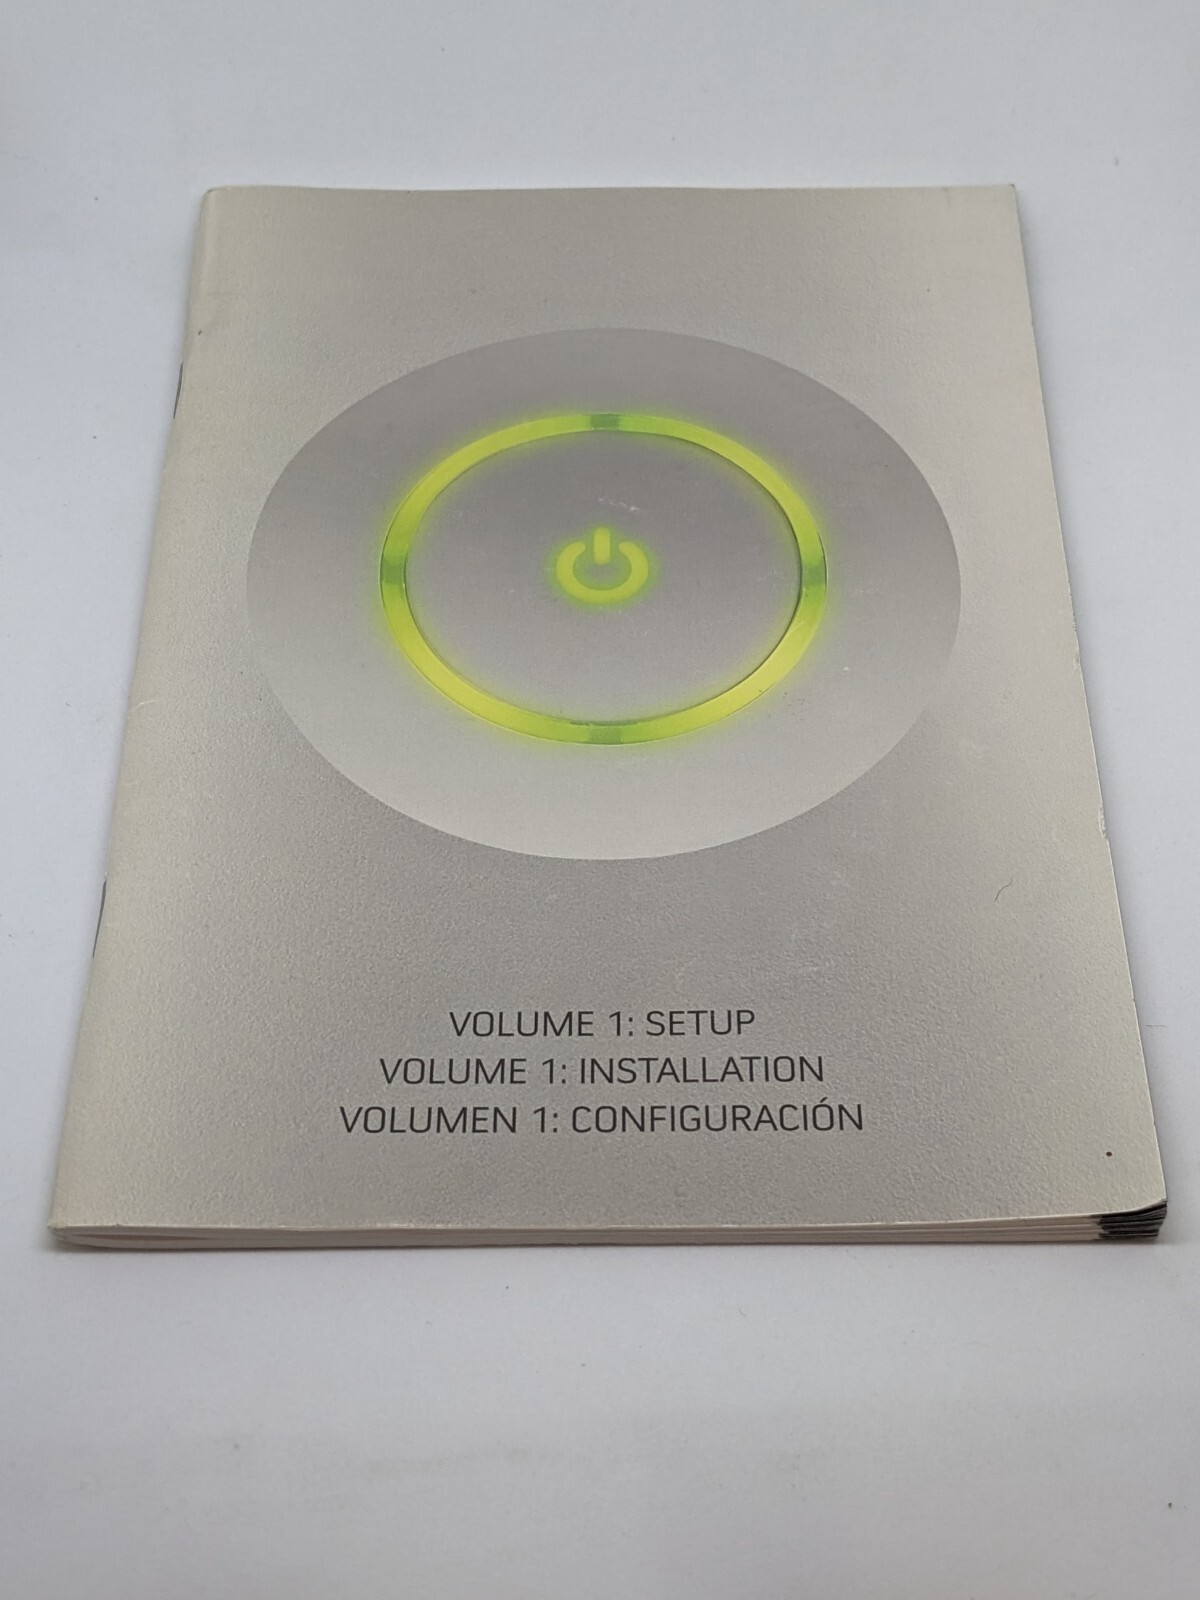 VOLUME 1: SETUP
VOLUME 1: INSTALLATION
VOLUMEN 1: CONFIGURACIÓN